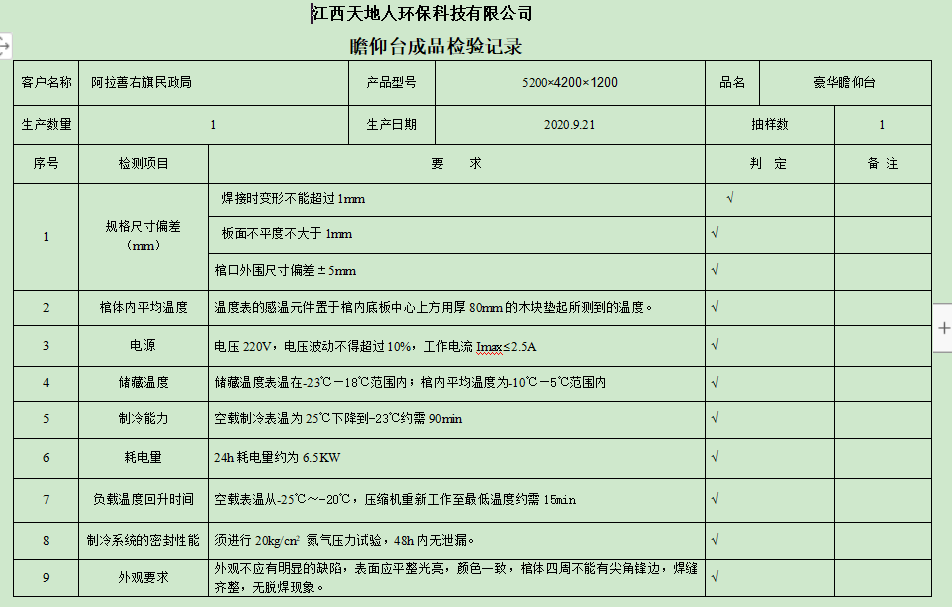 江西天地人环保科技有限公司
瞻仰台成品检验记录
客户名称 阿拉善右旗民政局 产品型号 5200×4200×1200 品名 豪华瞻仰台
生产数量 1 生产日期 2020.9.21 抽样数 1
序号 检测项目 要 求 判 定 备 注
1 规格尺寸偏差
（mm）
焊接时变形不能超过1mm √
板面不平度不大于 1mm √
棺口外围尺寸偏差±5mm √
2 棺体内平均温度 温度表的感温元件置于棺内底板中心上方用厚 80mm 的木块垫起所测到的温度。 √
3 电源 电压 220V，电压波动不得超过 10%，工作电流 Imax≤2.5A √
4 储藏温度 储藏温度表温在-23℃－18℃范围内；棺内平均温度为-10℃－5℃范围内 √
5 制冷能力 空载制冷表温为 25℃下降到-23℃约需 90min √
6 耗电量 24h 耗电量约为 6.5KW √
7 负载温度回升时间 空载表温从-25℃～-20℃，压缩机重新工作至最低温度约需 15min √
8 制冷系统的密封性能 须进行 20kg/cn² 氮气压力试验，48h 内无泄漏。 √
9 外观要求 外观不应有明显的缺陷，表面应平整光亮，颜色一致，棺体四周不能有尖角锋边，焊缝
齐整，无脱焊现象。 √